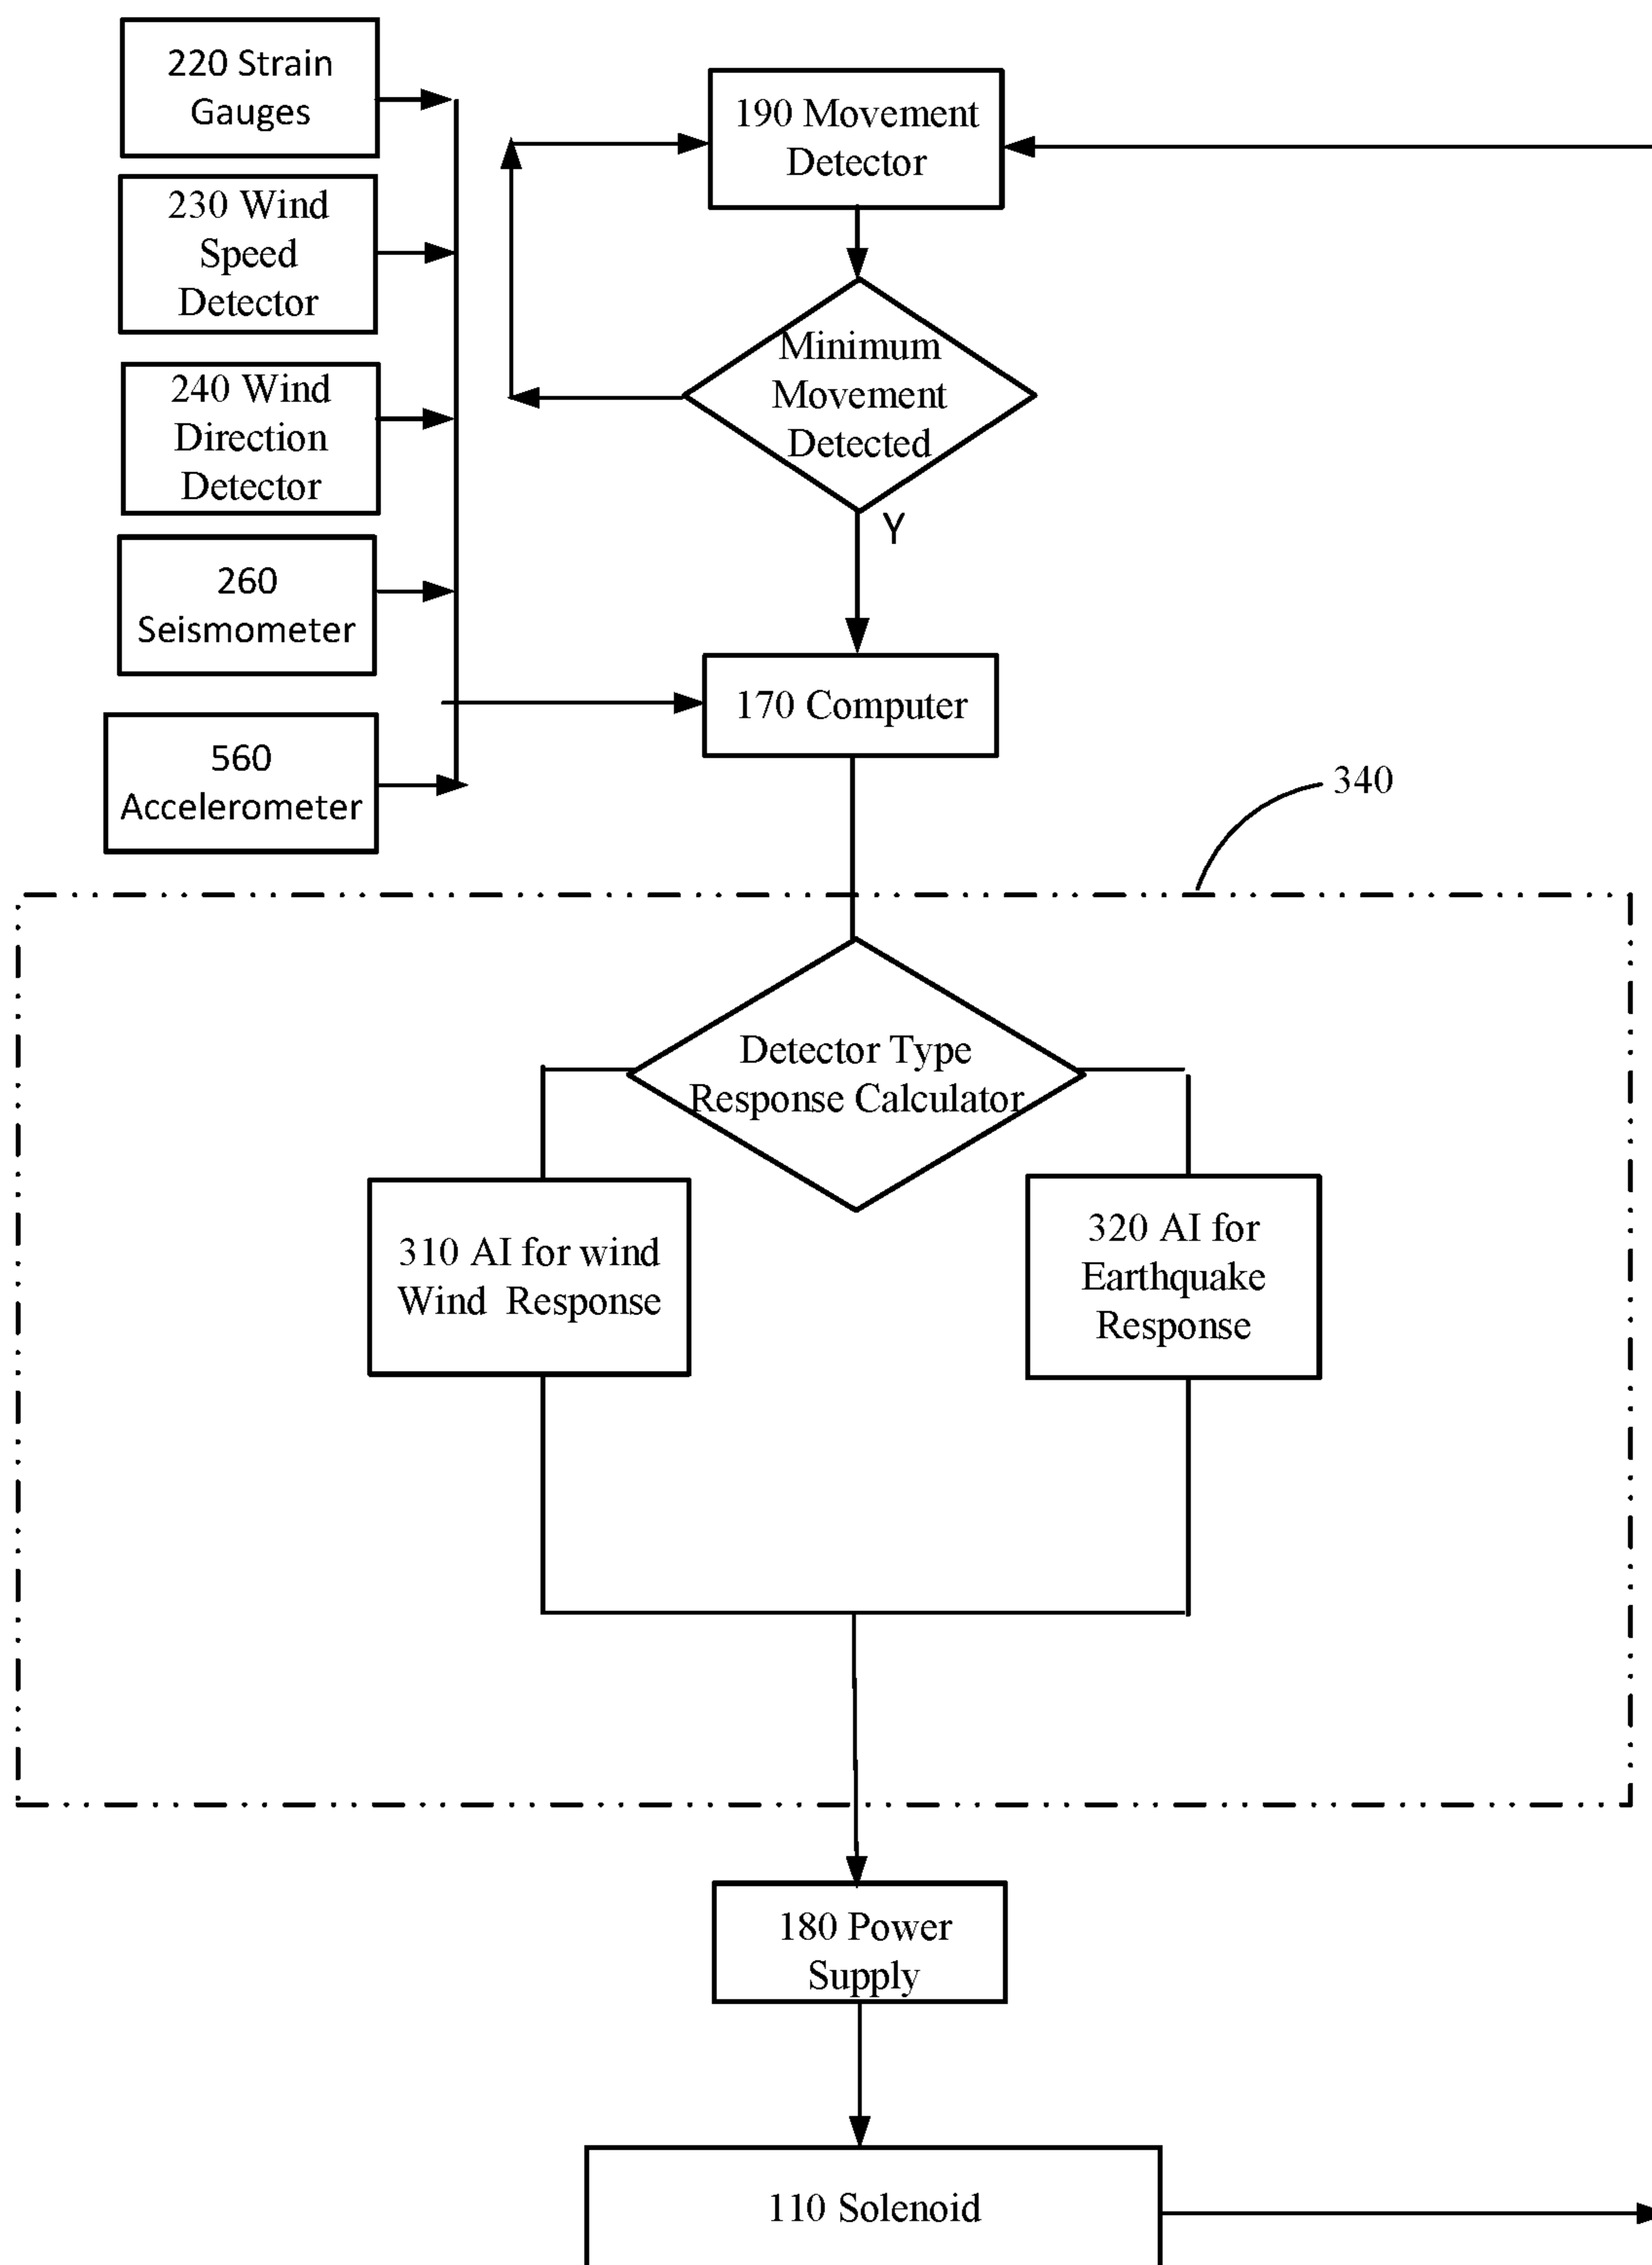 220 Strain
Gauges
190 Movement
Detector
230 Wind
Speed
Detector
240 Wind
Direction
Detector
Minimum
Movement
Detected
Y
260
Seismometer
170 Computer
560
Accelerometer
340
Detector Type
Response Calculator
310 AI for wind
Wind Response
320 AI for
Earthquake
Response
180 Power
Supply
110 Solenoid